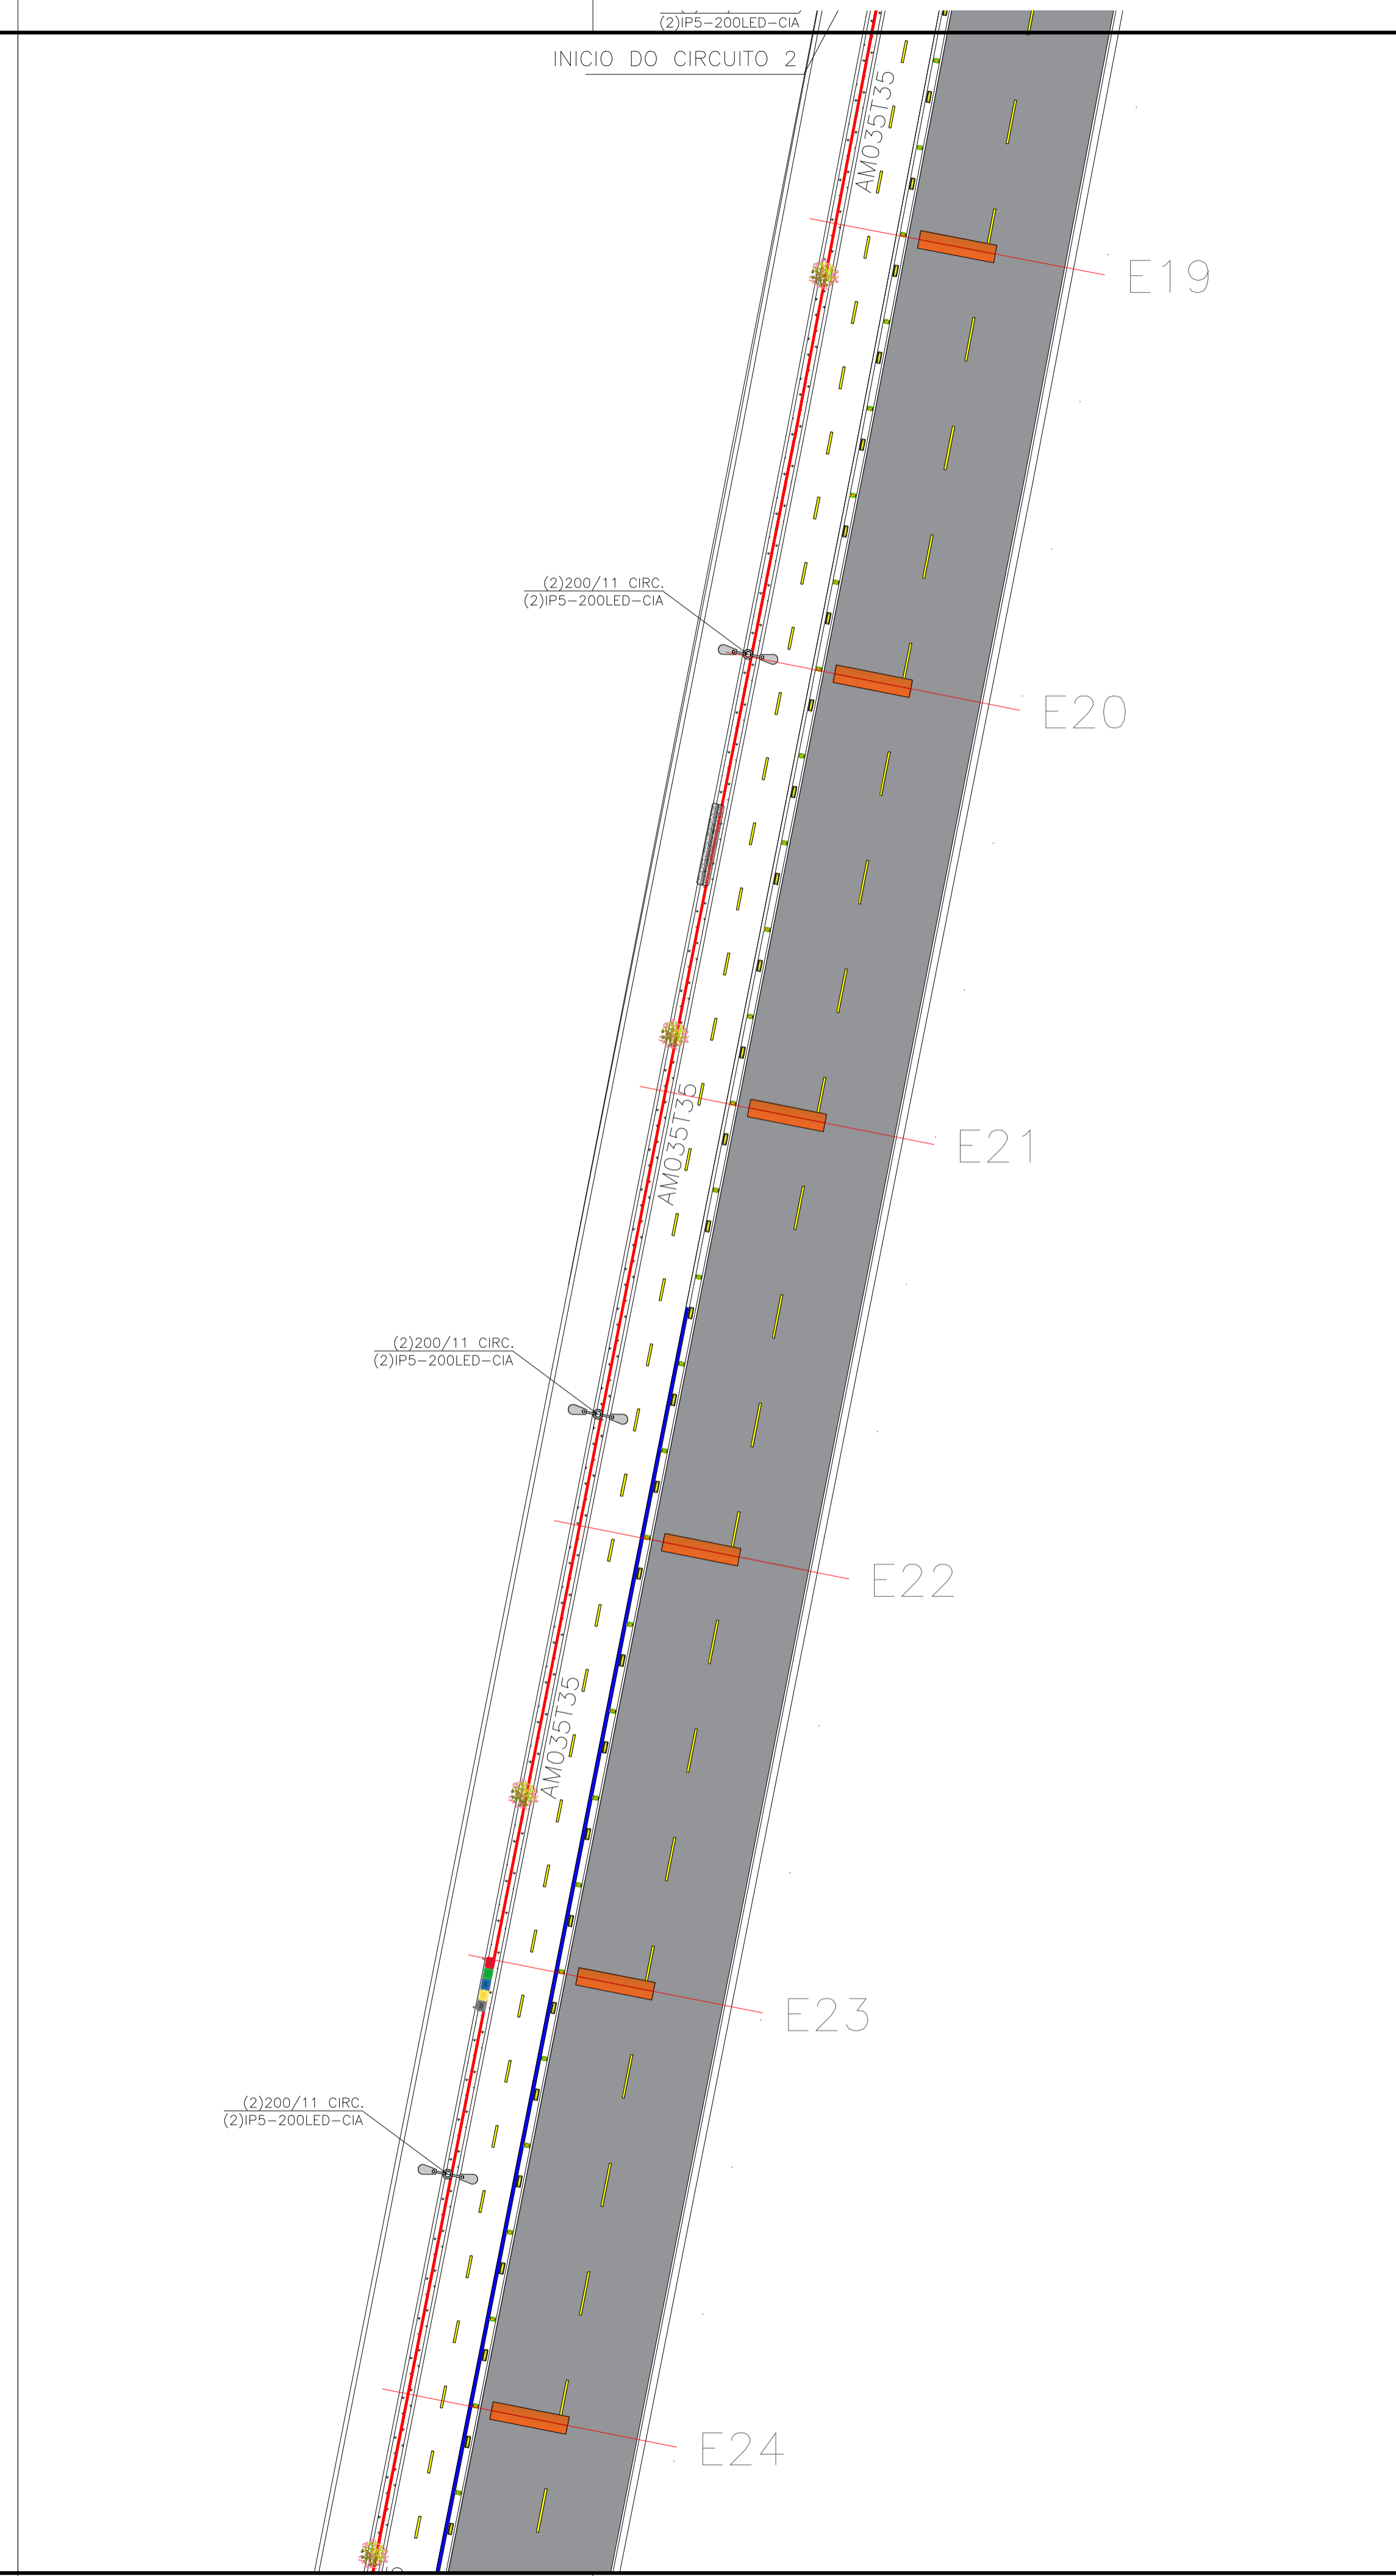 (2)IP5-200LED-CIA
INICIO DO CIRCUITO 2
AM035T35
E19
(2)200/11 CIRC.
(2)IP5-200LED-CIA
E20
AM035T35
E21
(2)200/11 CIRC.
(2)IP5-200LED-CIA
E22
AM035T35
E23
(2)200/11 CIRC.
(2)IP5-200LED-CIA
E24